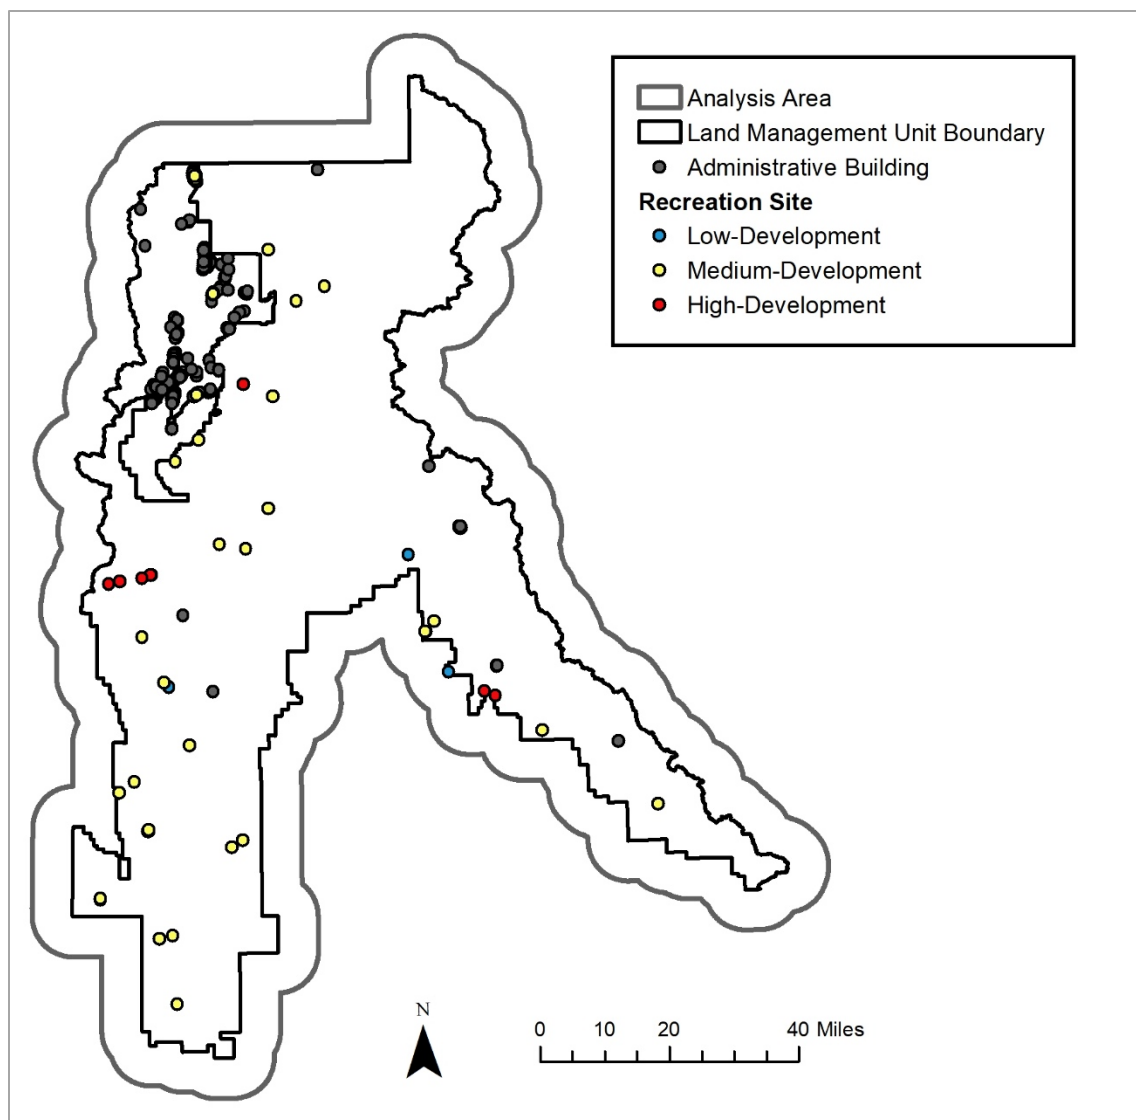 Analysis Area
Land Management Unit Boundary
Administrative Building
Recreation Site
Low-Development
Medium-Development
High-Development
N
0 10 20 40 Miles